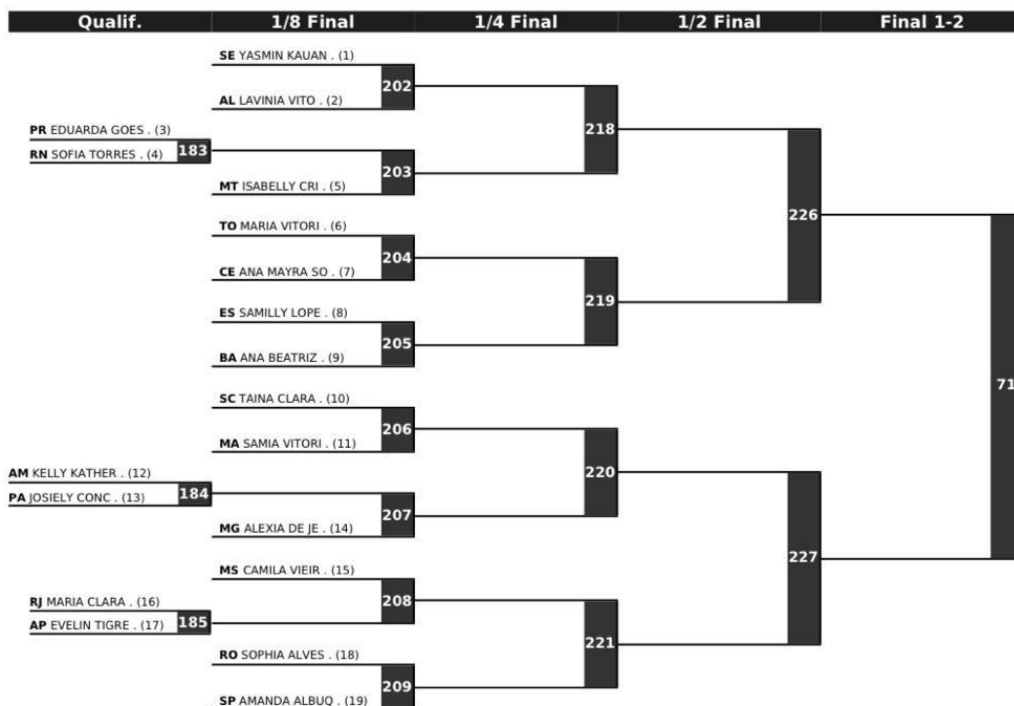 Qualif. 1/8 Final 1/4 Final 1/2 Final Final 1-2
SE YASMIN KAUAN . (1)
202
AL LAVINIA VITO . (2)
218
PR EDUARDA GOES . (3)
183
RN SOFIA TORRES . (4)
203
MT ISABELLY CRI . (5)
226
TO MARIA VITORI . (6)
204
CE ANA MAYRA SO . (7)
219
ES SAMILLY LOPE . (8)
205
BA ANA BEATRIZ . (9)
71
SC TAINA CLARA . (10)
206
MA SAMIA VITORI . (11)
220
AM KELLY KATHER . (12)
184
PA JOSIELY CONC . (13)
207
MG ALEXIA DE JE . (14)
227
MS CAMILA VIEIR . (15)
208
RJ MARIA CLARA . (16)
185
AP EVELIN TIGRE . (17)
221
RO SOPHIA ALVES . (18)
209
SP AMANDA ALBUQ . (19)